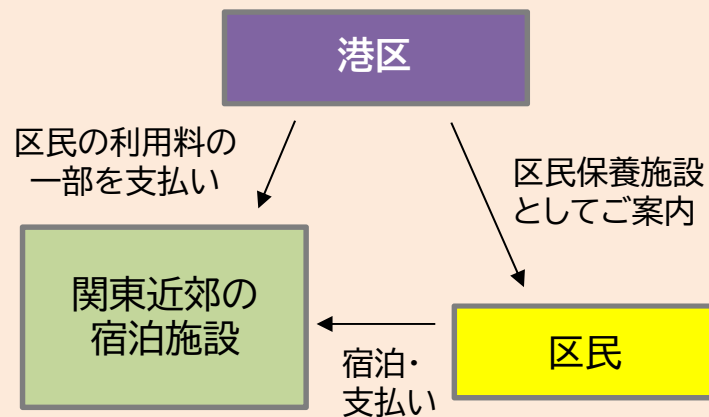 港区
区民の利用料の
一部を支払い
区民保養施設
としてご案内
関東近郊の
宿泊施設
区民
宿泊・
支払い